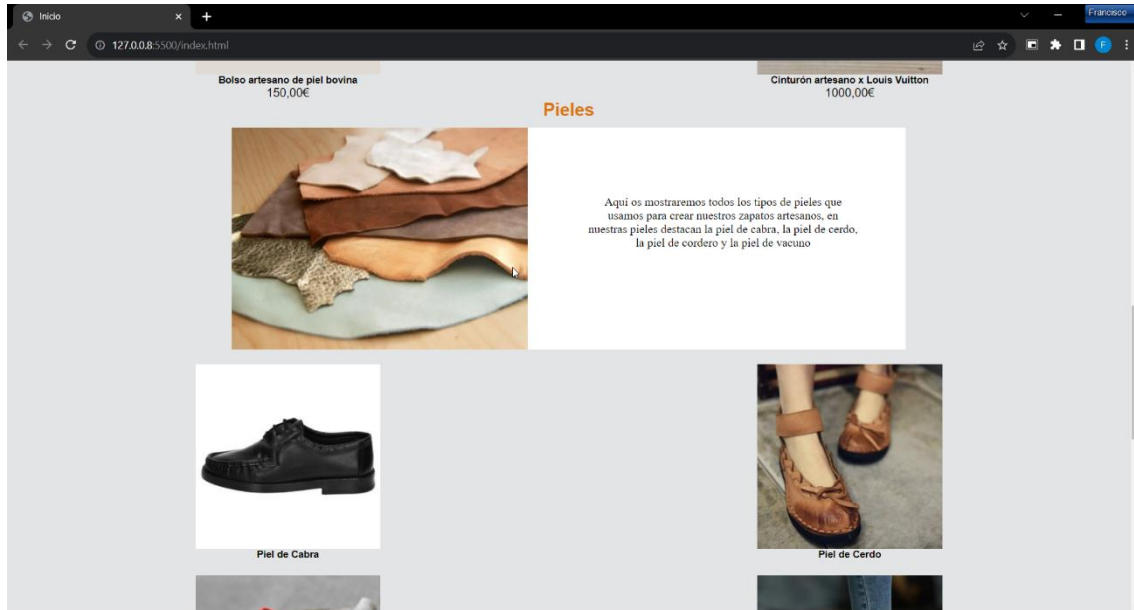 Inicio
Francisco
127.0.0.8:5500/index.html
F
Bolso artesano de piel bovina
150,00€
Cinturón artesano x Louis Vuitton
1000,00€
Pieles
Aquí os mostraremos todos los tipos de pieles que
usamos para crear nuestros zapatos artesanos, en
nuestras pieles destacan la piel de cabra, la piel de cerdo,
la piel de cordero y la piel de vacuno
Piel de Cabra
Piel de Cerdo